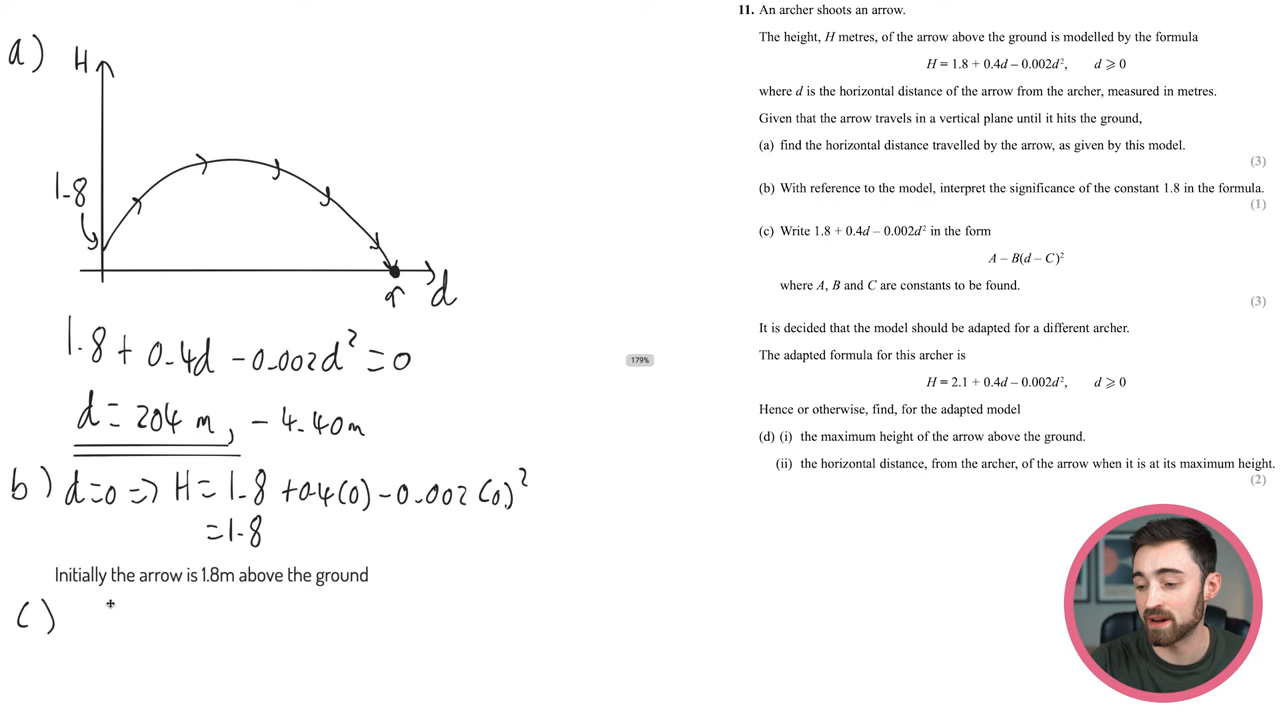 a)
H
1.8
d
1.8 + 0.4d - 0.002d² = 0
d = 204 m, - 4.40m
b) d=0 => H = 1.8 + 0.4(0) - 0.002(0)²
= 1.8
Initially the arrow is 1.8m above the ground
c)
179%
11. An archer shoots an arrow.
The height, H metres, of the arrow above the ground is modelled by the formula
H = 1.8 + 0.4d – 0.002d², d ⩾ 0
where d is the horizontal distance of the arrow from the archer, measured in metres.
Given that the arrow travels in a vertical plane until it hits the ground,
(a) find the horizontal distance travelled by the arrow, as given by this model.
(3)
(b) With reference to the model, interpret the significance of the constant 1.8 in the formula.
(1)
(c) Write 1.8 + 0.4d – 0.002d² in the form
A – B(d – C)²
where A, B and C are constants to be found.
(3)
It is decided that the model should be adapted for a different archer.
The adapted formula for this archer is
H = 2.1 + 0.4d – 0.002d², d ⩾ 0
Hence or otherwise, find, for the adapted model
(d) (i) the maximum height of the arrow above the ground.
(ii) the horizontal distance, from the archer, of the arrow when it is at its maximum height.
(2)